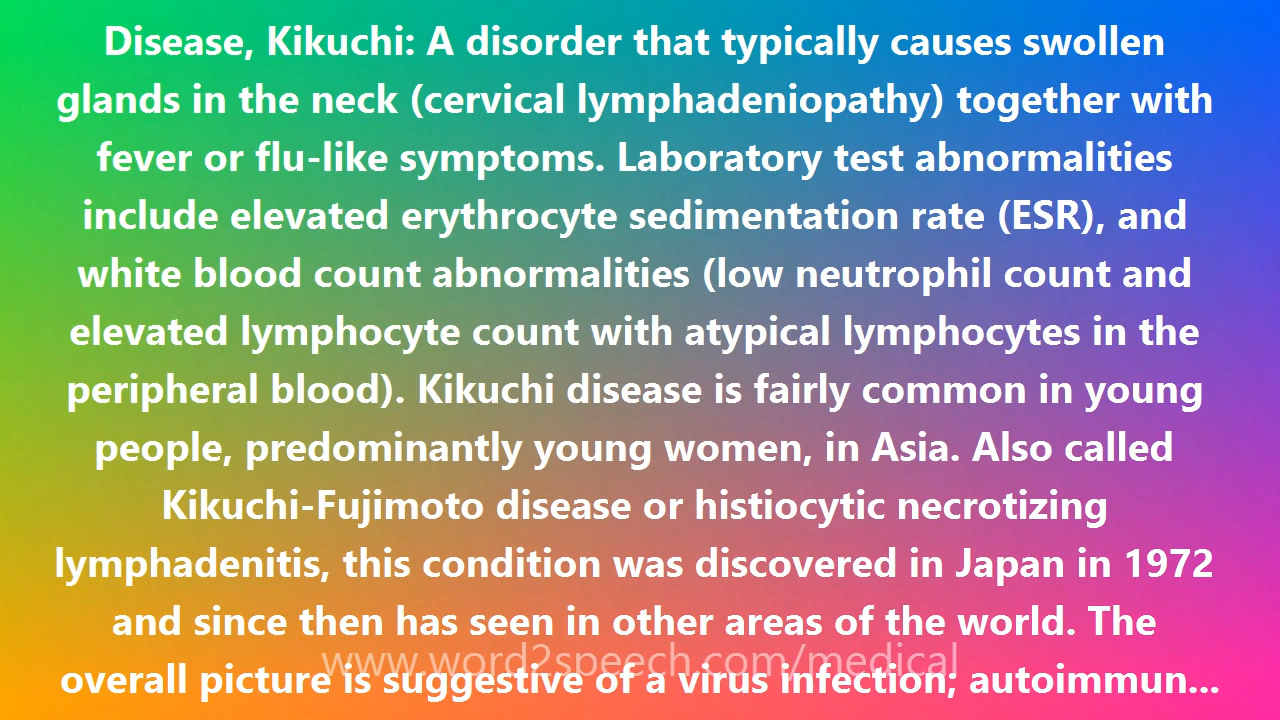 Disease, Kikuchi: A disorder that typically causes swollen
glands in the neck (cervical lymphadeniopathy) together with
fever or flu-like symptoms. Laboratory test abnormalities
include elevated erythrocyte sedimentation rate (ESR), and
white blood count abnormalities (low neutrophil count and
elevated lymphocyte count with atypical lymphocytes in the
peripheral blood). Kikuchi disease is fairly common in young
people, predominantly young women, in Asia. Also called
Kikuchi-Fujimoto disease or histiocytic necrotizing
lymphadenitis, this condition was discovered in Japan in 1972
and since then has seen in other areas of the world. The
www.word2speech.com/medical
overall picture is suggestive of a virus infection; autoimmun...